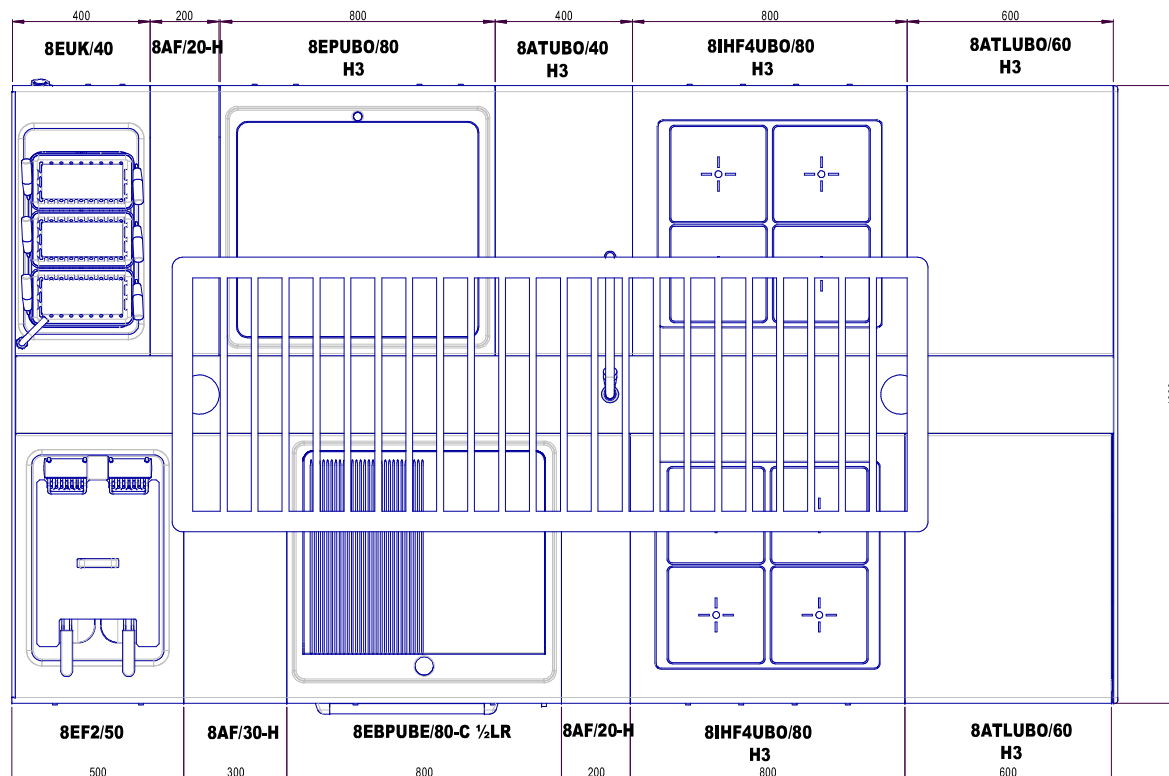 400 200 800 400 800 600
8EUK/40 8AF/20-H 8EPUBO/80 8ATUBO/40 8IHF4UBO/80 8ATLUBO/60
H3 H3 H3 H3
8EF2/50 8AF/30-H 8EBPUBE/80-C ½LR 8AF/20-H 8IHF4UBO/80 8ATLUBO/60
H3 H3
500 300 800 200 800 600